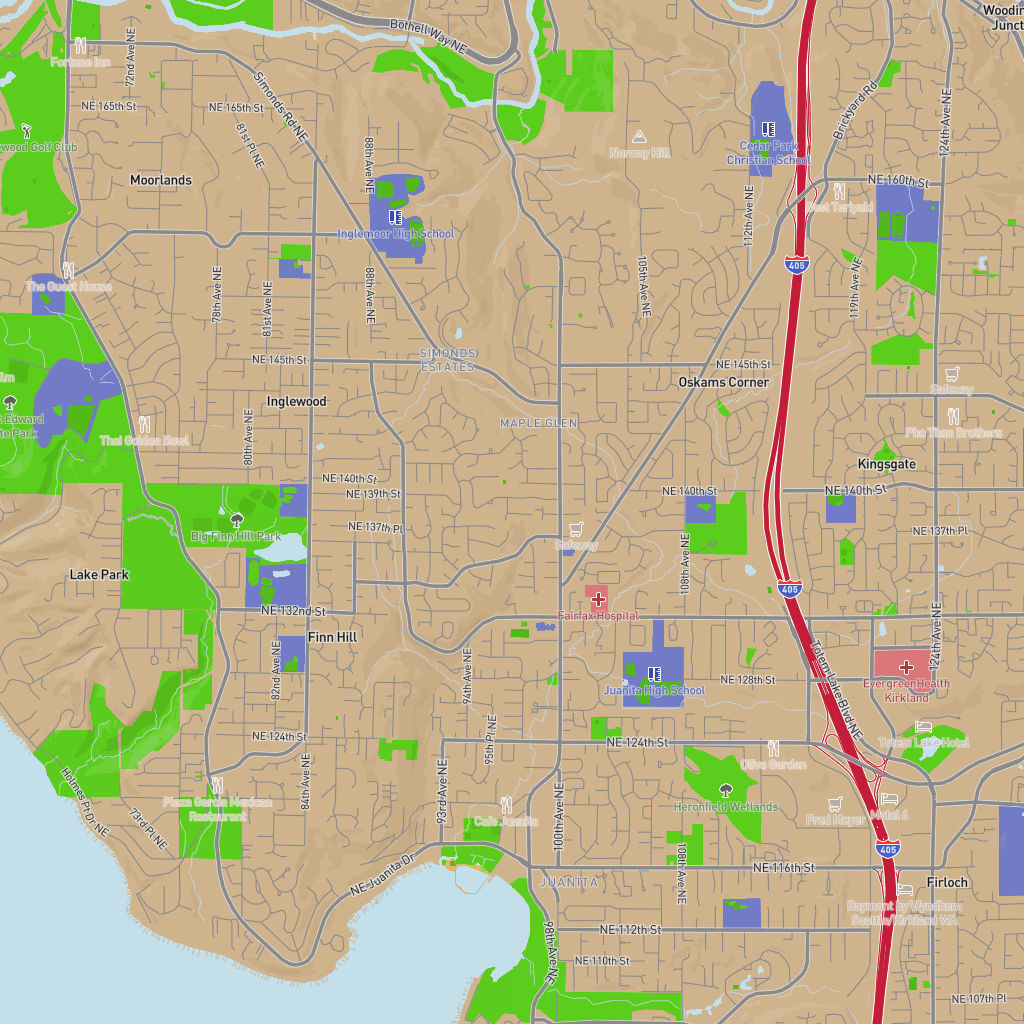 Bothell Way NE
Woodin
Junct
Fortune Inn
72nd Ave NE
NE 165th St
NE 165th St
Simonds Rd NE
Brickyard Rd
124th Ave NE
81st Pl NE
88th Ave NE
Norway Hill
Cedar Park
Christian School
ewood Golf Club
Moorlands
NE 160th St
Best Teriyaki
112th Ave NE
Inglemoor High School
405
The Guest House
78th Ave NE
81st Ave NE
88th Ave NE
105th Ave NE
119th Ave NE
NE 145th St
SIMONDS
ESTATES
NE 145th St
Oskams Corner
Safeway
Inglewood
t Edward
te Park
Thai Golden Bowl
80th Ave NE
MAPLE GLEN
Pho Than Brothers
Kingsgate
NE 140th St
NE 139th St
NE 140th St
NE 140th St
Big Finn Hill Park
NE 137th Pl
Safeway
NE 137th Pl
108th Ave NE
Lake Park
405
NE 132nd St
Fairfax Hospital
Finn Hill
124th Ave NE
82nd Ave NE
94th Ave NE
Juanita High School
NE 128th St
EvergreenHealth
Kirkland
Totem Lake Blvd NE
NE 124th St
95th Pl NE
NE 124th St
Totem Lake Hotel
Olive Garden
Holmes Pt Dr NE
73rd Pl NE
84th Ave NE
93rd Ave NE
Plaza Garcia Mexican
Restaurant
Cafe Juanita
100th Ave NE
Heronfield Wetlands
Fred Meyer
Motel 6
405
108th Ave NE
NE Juanita Dr
NE 116th St
JUANITA
Firloch
Baymont by Wyndham
Seattle/Kirkland WA
98th Ave NE
NE 112th St
NE 110th St
NE 107th Pl